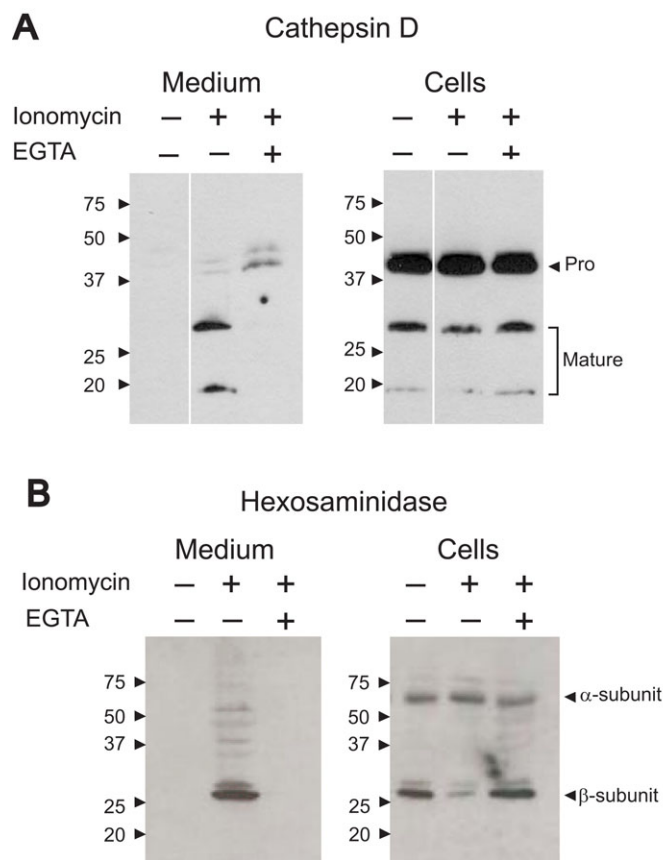 A
Cathepsin D
Medium Cells
Ionomycin – + + – + +
EGTA – – + – – +
75 75
50 50
Pro
37 37
25 25
Mature
20 20
B
Hexosaminidase
Medium Cells
Ionomycin – + + – + +
EGTA – – + – – +
75 75
α-subunit
50 50
37 37
25 25
β-subunit
20 20